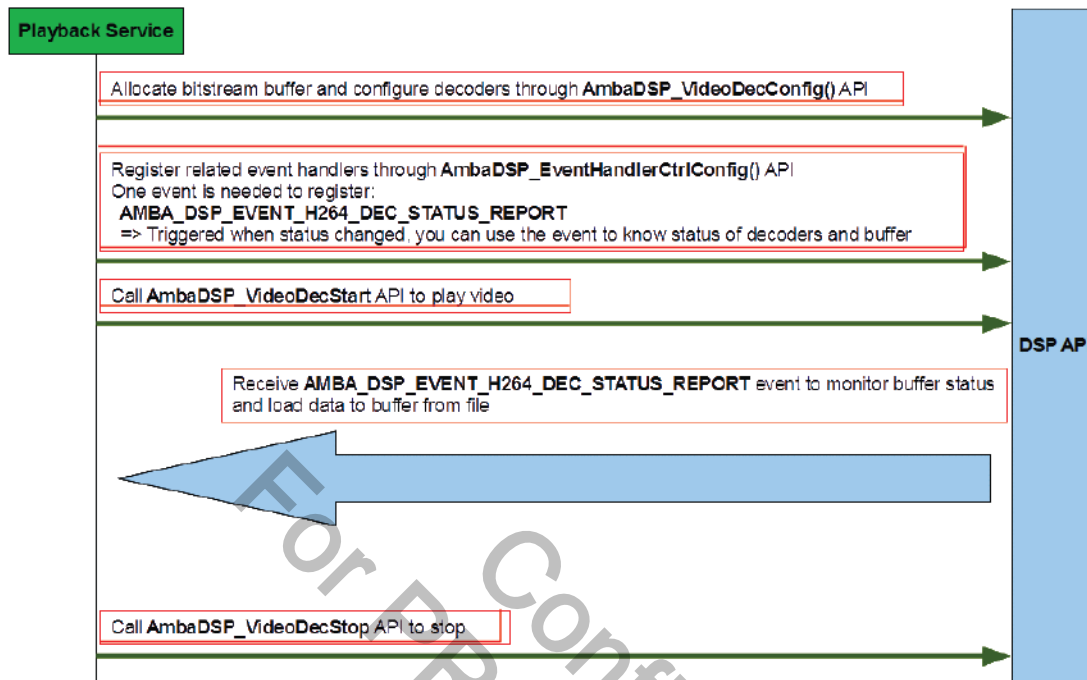 Playback Service
Allocate bitstream buffer and configure decoders through AmbaDSP_VideoDecConfig() API
Register related event handlers through AmbaDSP_EventHandlerCtrlConfig() API
One event is needed to register:
AMBA_DSP_EVENT_H264_DEC_STATUS_REPORT
=> Triggered when status changed, you can use the event to know status of decoders and buffer
Call AmbaDSP_VideoDecStart API to play video
DSP AP
Receive AMBA_DSP_EVENT_H264_DEC_STATUS_REPORT event to monitor buffer status
and load data to buffer from file
Call AmbaDSP_VideoDecStop API to stop
For